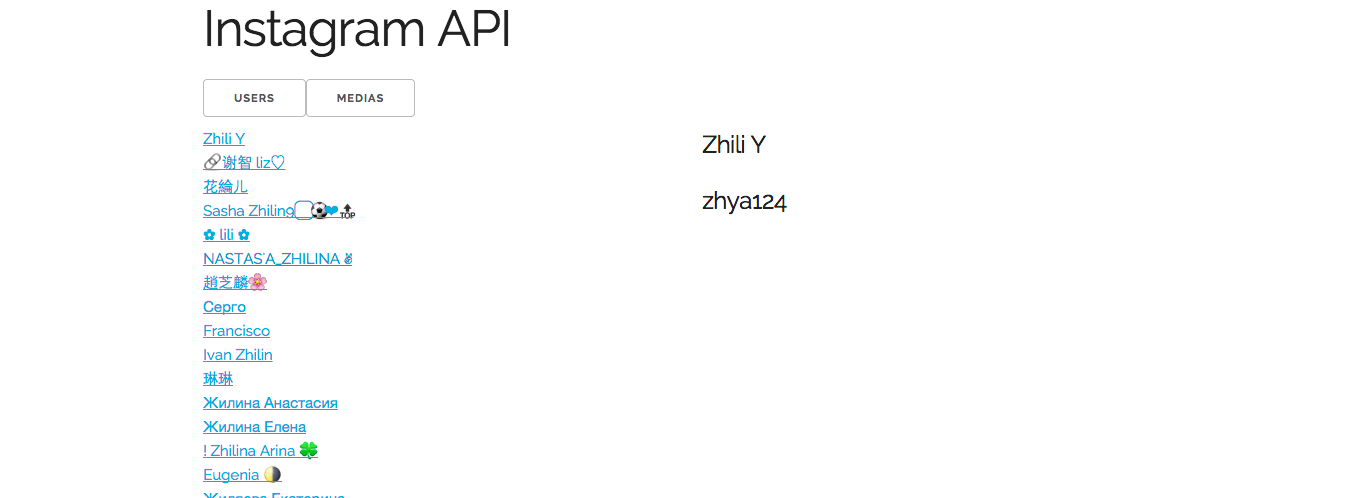 Instagram API
USERS MEDIAS
Zhili Y
🔗谢智 liz♡
花綸儿
Sasha Zhiling⚽❤🔝
✿ lili ✿
NASTAS'A_ZHILINA ✌
趙芝麟🌸
Серго
Francisco
Ivan Zhilin
琳琳
Жилина Анастасия
Жилина Елена
! Zhilina Arina 🍀
Eugenia 🌗
Zhili Y
zhya124